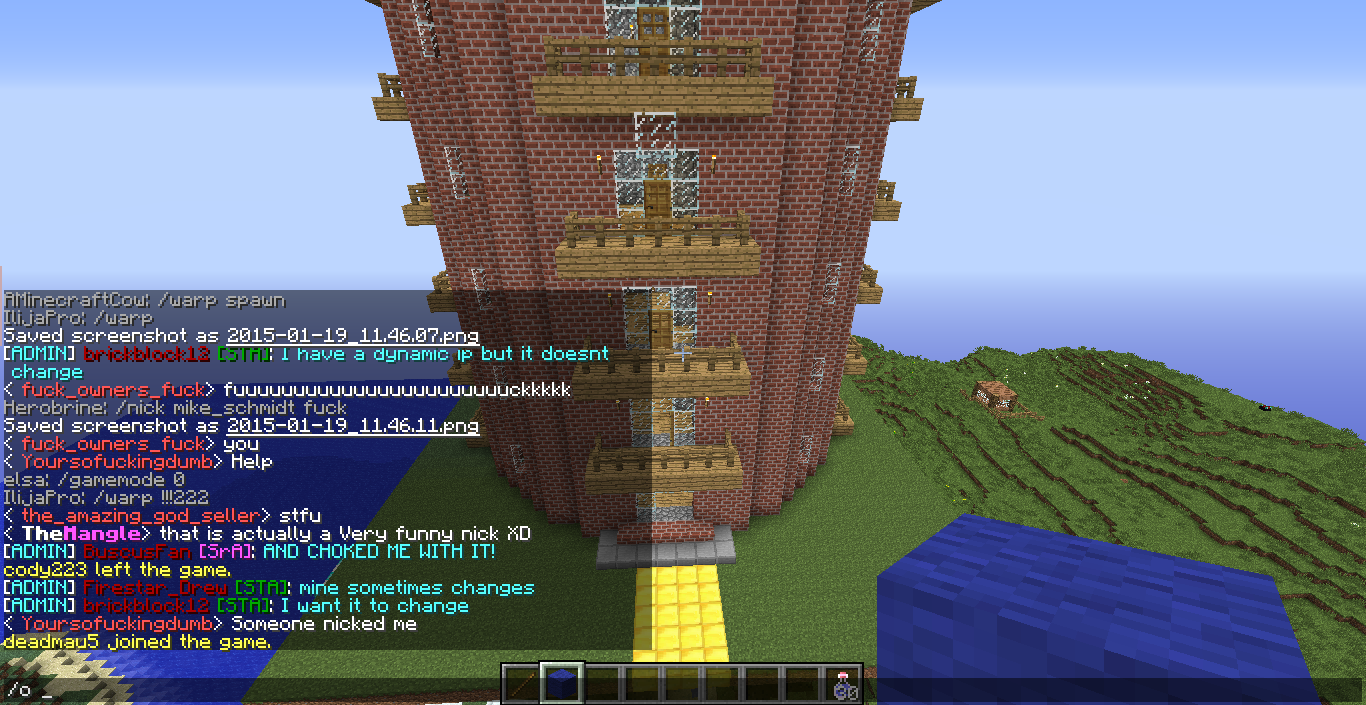 AMinecraftCow: /warp spawn
IlijaPro: /warp
Saved screenshot as 2015-01-19_11.46.07.png
[ADMIN] brickblock12 [STA]: I have a dynamic ip but it doesnt
change
< fuck_owners_fuck> fuuuuuuuuuuuuuuuuuuuuuuuuckkkkk
Herobrine: /nick mike_schmidt fuck
Saved screenshot as 2015-01-19_11.46.11.png
< fuck_owners_fuck> you
< Yoursofuckingdumb> Help
elsa: /gamemode 0
IlijaPro: /warp !!!222
< the_amazing_god_seller> stfu
< TheMangle> that is actually a Very funny nick XD
[ADMIN] BuscusFan [SrA]: AND CHOKED ME WITH IT!
cody223 left the game.
[ADMIN] Firestar_Drew [STA]: mine sometimes changes
[ADMIN] brickblock12 [STA]: I want it to change
< Yoursofuckingdumb> Someone nicked me
deadmau5 joined the game.
/o _